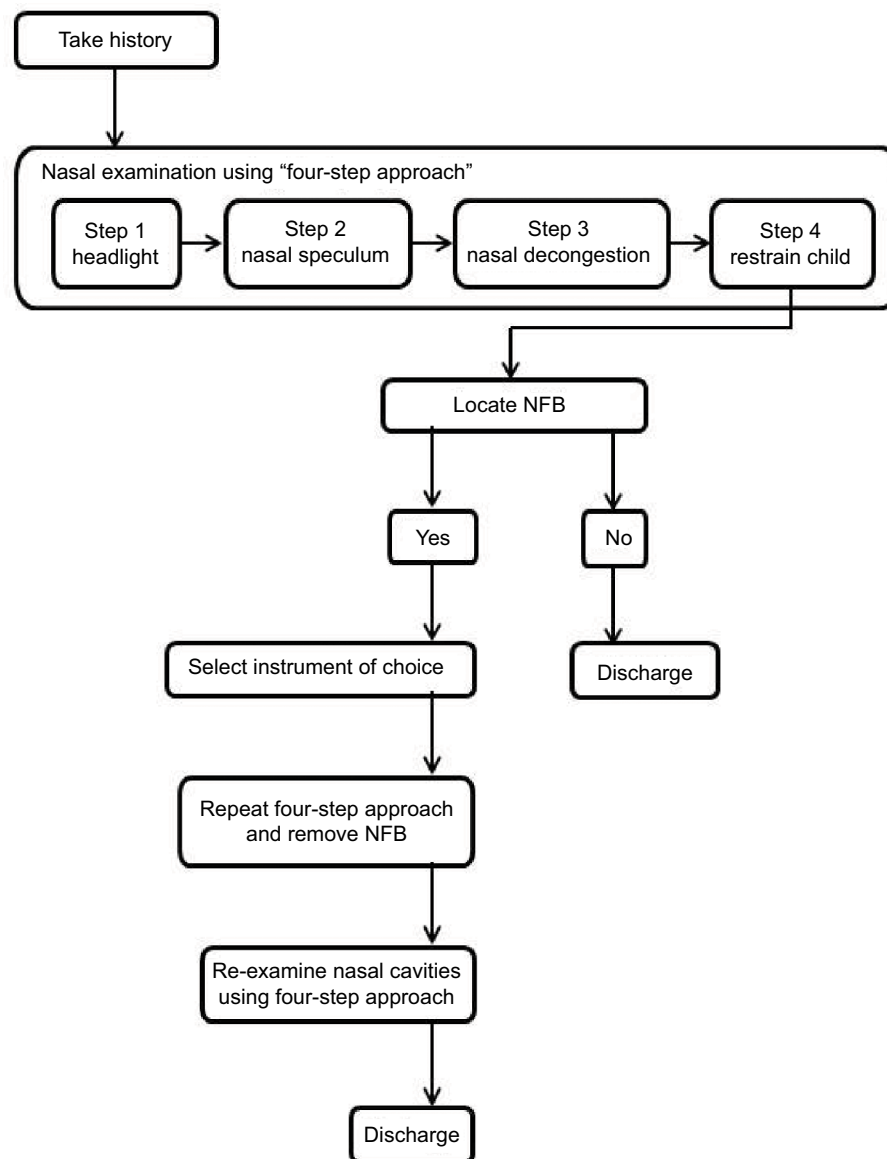 Take history
Nasal examination using “four-step approach”
Step 1
headlight
Step 2
nasal speculum
Step 3
nasal decongestion
Step 4
restrain child
Locate NFB
Yes
No
Select instrument of choice
Discharge
Repeat four-step approach
and remove NFB
Re-examine nasal cavities
using four-step approach
Discharge